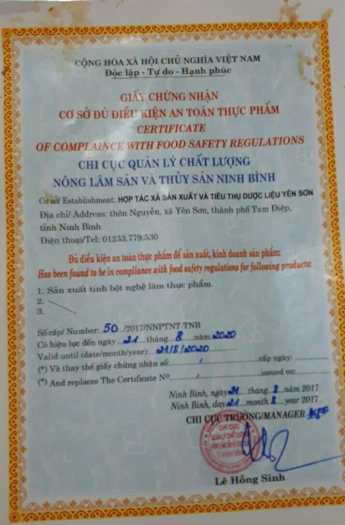 CỘNG HÒA XÃ HỘI CHỦ NGHĨA VIỆT NAM
Độc lập - Tự do - Hạnh phúc
GIẤY CHỨNG NHẬN
CƠ SỞ ĐỦ ĐIỀU KIỆN AN TOÀN THỰC PHẨM
CERTIFICATE
OF COMPLAINCE WITH FOOD SAFETY REGULATIONS
CHI CỤC QUẢN LÝ CHẤT LƯỢNG
NÔNG LÂM SẢN VÀ THỦY SẢN NINH BÌNH
Cơ sở/ Establishment: HỢP TÁC XÃ SẢN XUẤT VÀ TIÊU THỤ DƯỢC LIỆU YÊN SƠN
Địa chỉ/ Address: thôn Nguyễn, xã Yên Sơn, thành phố Tam Điệp,
tỉnh Ninh Bình
Điện thoại/Tel: 01233.779.530
Đủ điều kiện an toàn thực phẩm để sản xuất, kinh doanh sản phẩm:
Has been found to be in compliance with food safety regulations for following products:
1. Sản xuất tinh bột nghệ làm thực phẩm.
2.
3.
Số cấp/ Number: 50 /2017/NNPTNT-TNB
Có hiệu lực đến ngày 21 tháng 8 năm 2020
Valid until (date/month/year): 21/8/2020
(*) Và thay thế giấy chứng nhận số: cấp ngày:
(*) And replaces The Certificate N° issued on:
Ninh Bình, ngày 21 tháng 8 năm 2017
Ninh Binh, day 21 month 8 year 2017
CHI CỤC TRƯỞNG/MANAGER
Lê Hồng Sinh